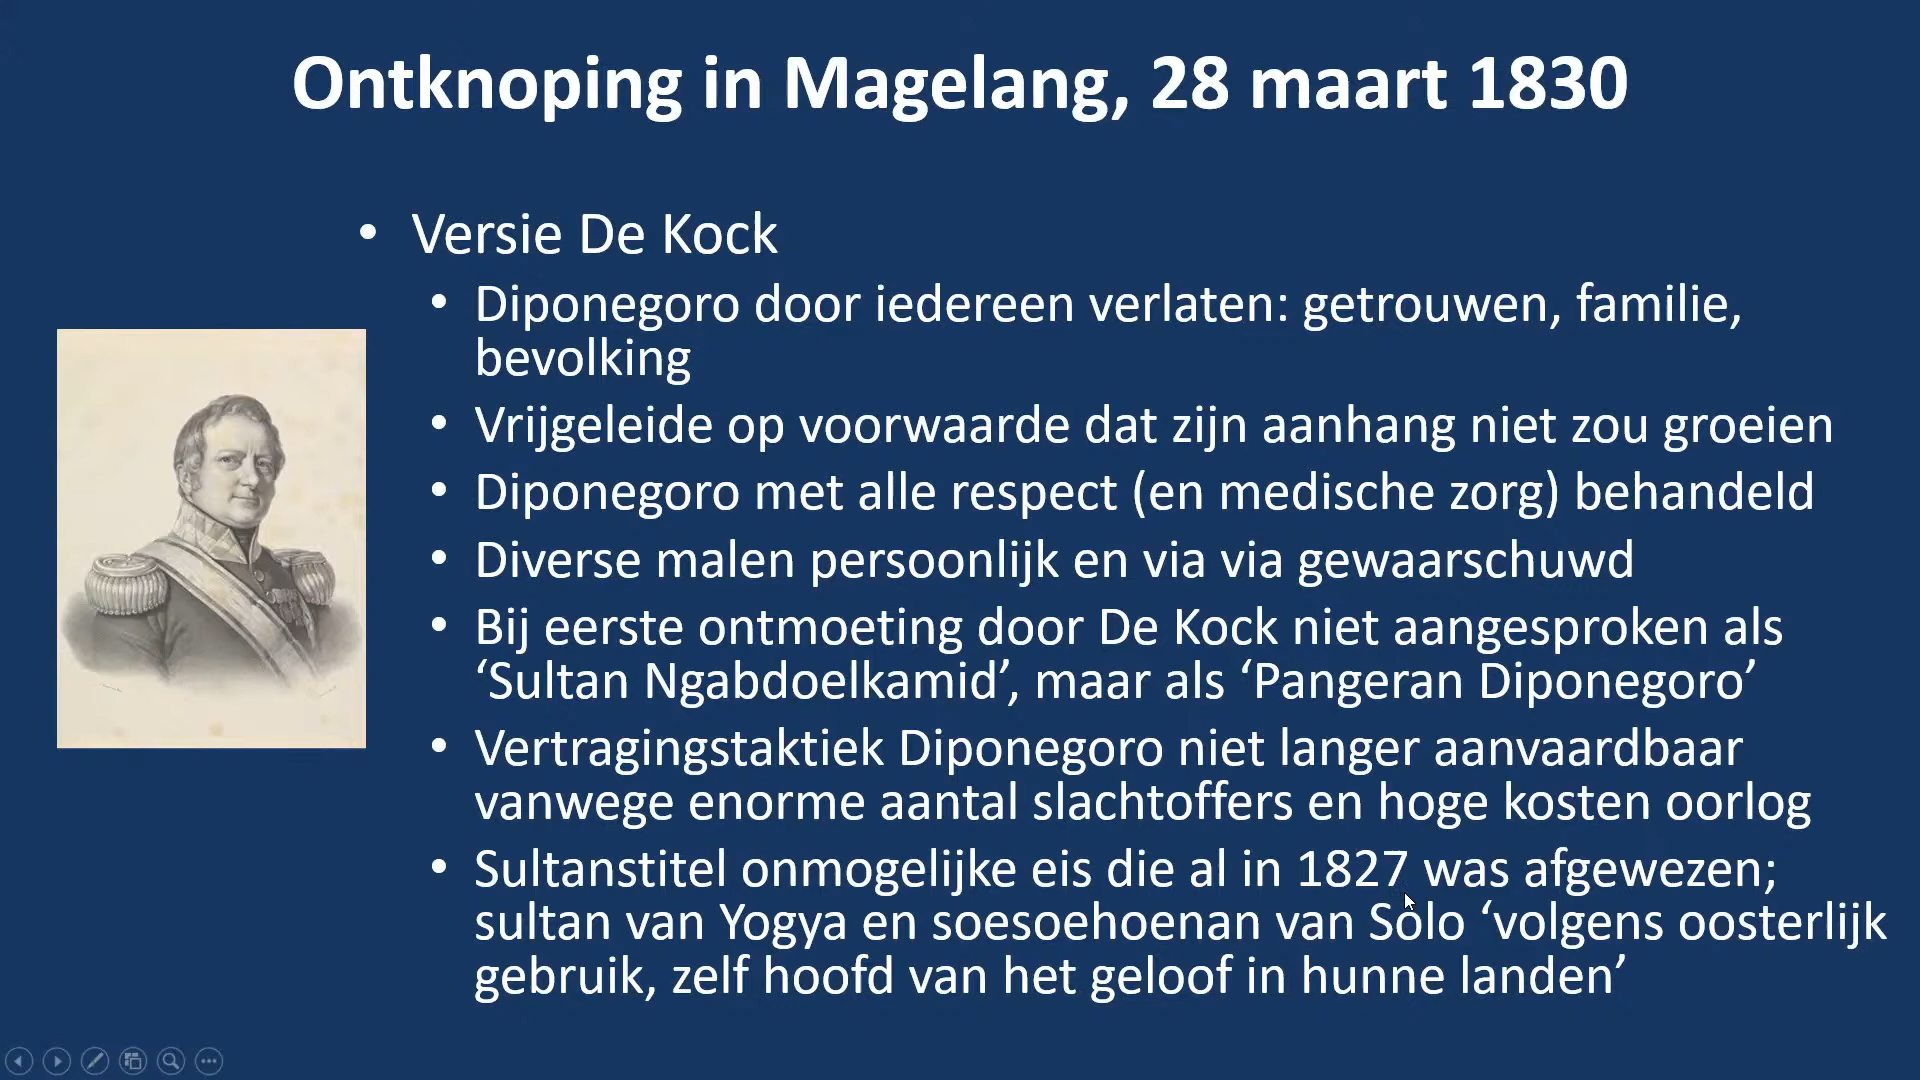 Ontknoping in Magelang, 28 maart 1830
• Versie De Kock
• Diponegoro door iedereen verlaten: getrouwen, familie,
bevolking
• Vrijgeleide op voorwaarde dat zijn aanhang niet zou groeien
• Diponegoro met alle respect (en medische zorg) behandeld
• Diverse malen persoonlijk en via via gewaarschuwd
• Bij eerste ontmoeting door De Kock niet aangesproken als
‘Sultan Ngabdoelkamid’, maar als ‘Pangeran Diponegoro’
• Vertragingstaktiek Diponegoro niet langer aanvaardbaar
vanwege enorme aantal slachtoffers en hoge kosten oorlog
• Sultanstitel onmogelijke eis die al in 1827 was afgewezen;
sultan van Yogya en soesoehoenan van Solo ‘volgens oosterlijk
gebruik, zelf hoofd van het geloof in hunne landen’